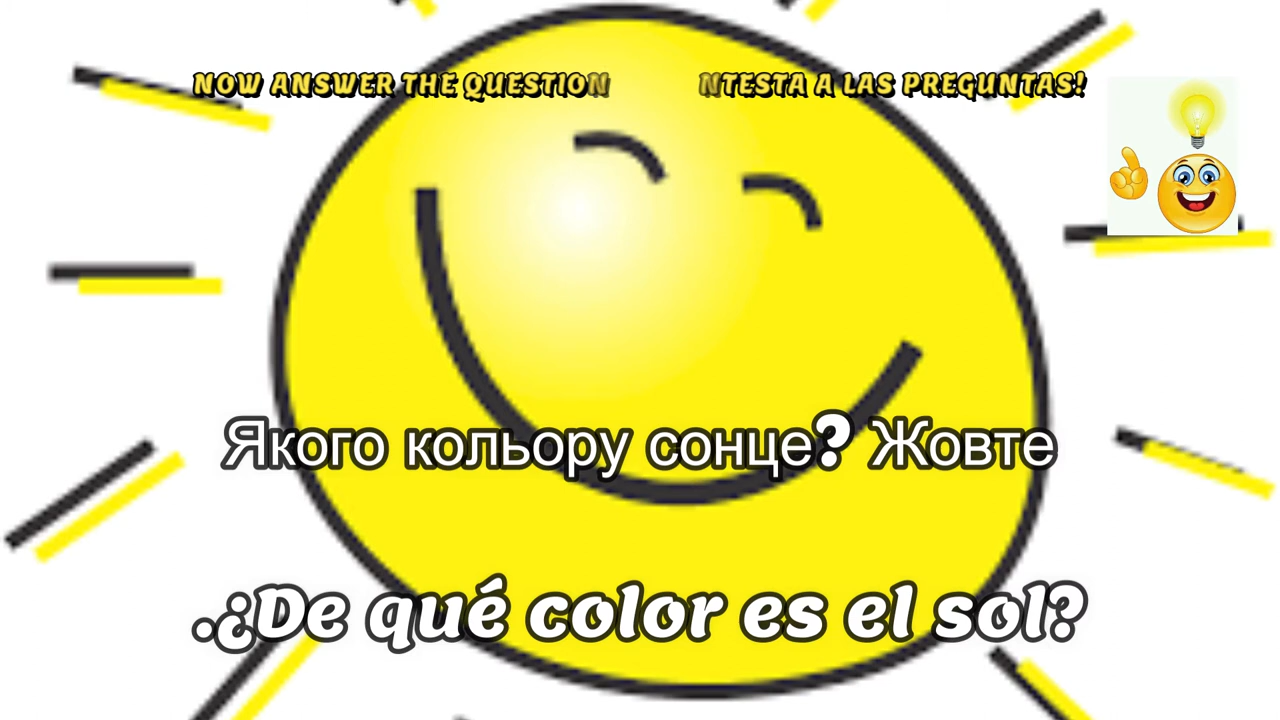 NOW ANSWER THE QUESTION NTESTA A LAS PREGUNTAS!
Якого кольору сонце? Жовте
.¿De qué color es el sol?